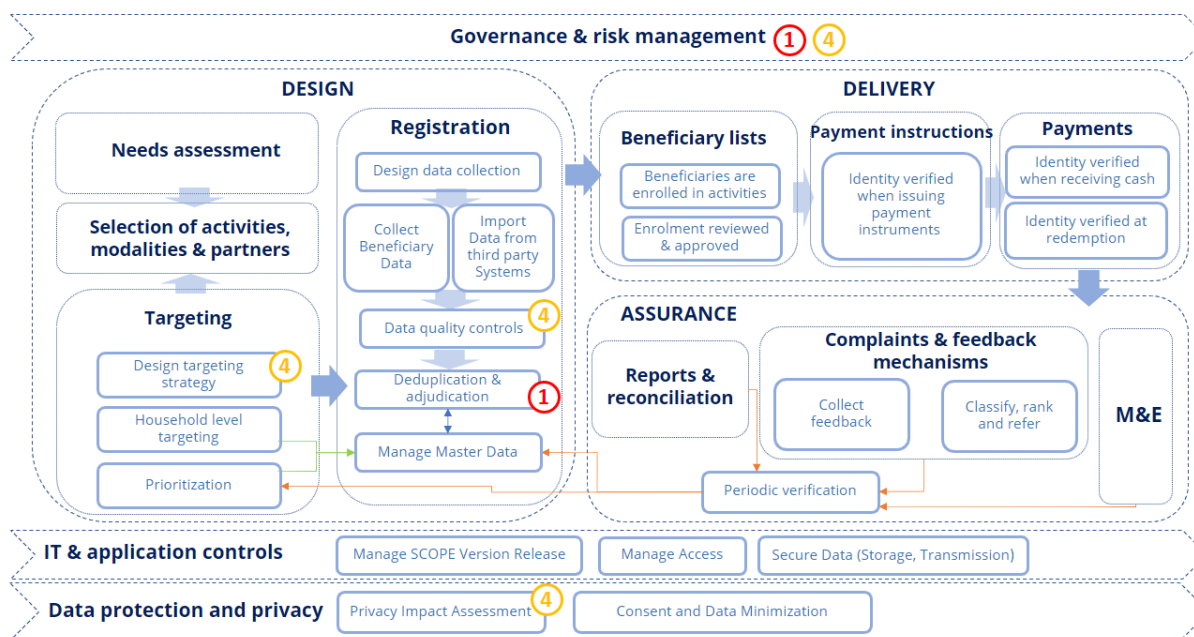 Governance & risk management 1 4
DESIGN
Needs assessment
Selection of activities,
modalities & partners
Targeting
Design targeting
strategy
4
Household level
targeting
Prioritization
Registration
Design data collection
Collect
Beneficiary
Data
Import
Data from
third party
Systems
Data quality controls
4
Deduplication &
adjudication
1
Manage Master Data
DELIVERY
Beneficiary lists
Beneficiaries are
enrolled in activities
Enrolment reviewed
& approved
Payment instructions
Identity verified
when issuing
payment
instruments
Payments
Identity verified
when receiving cash
Identity verified at
redemption
ASSURANCE
Reports &
reconciliation
Complaints & feedback
mechanisms
Collect
feedback
Classify, rank
and refer
M&E
Periodic verification
IT & application controls
Manage SCOPE Version Release
Manage Access
Secure Data (Storage, Transmission)
Data protection and privacy
Privacy Impact Assessment
4
Consent and Data Minimization